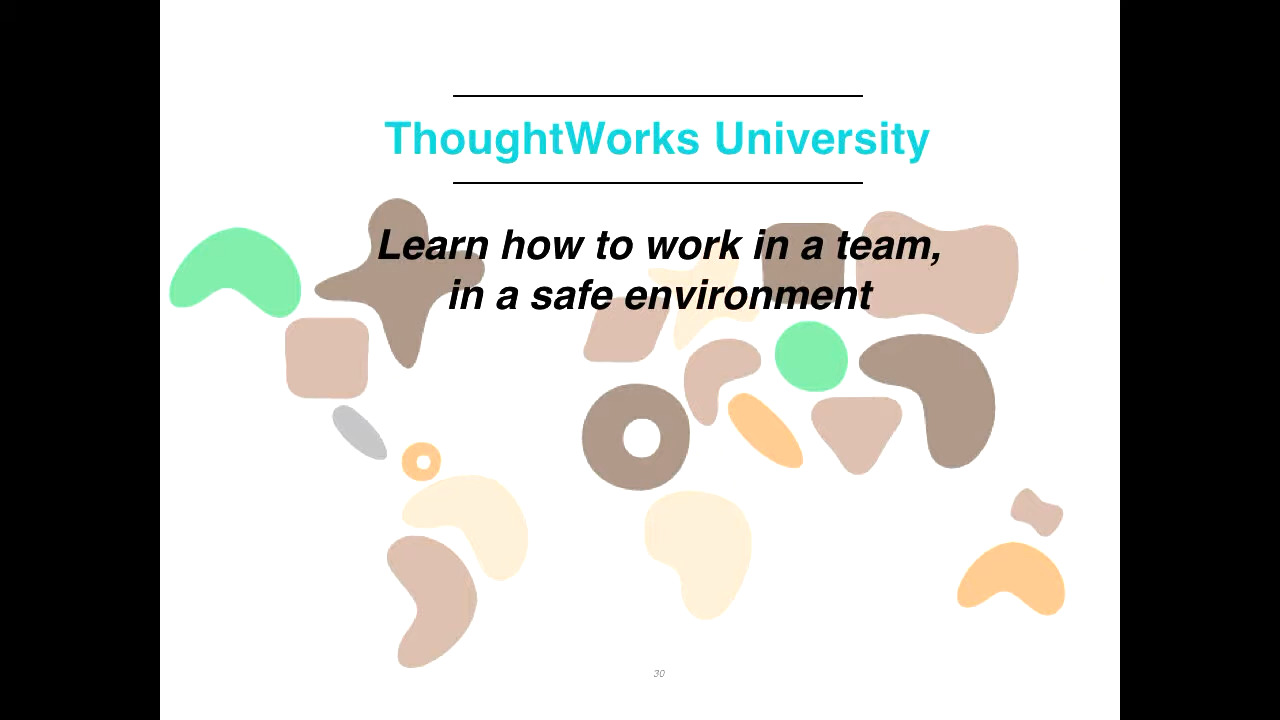 ThoughtWorks University
Learn how to work in a team,
in a safe environment
30